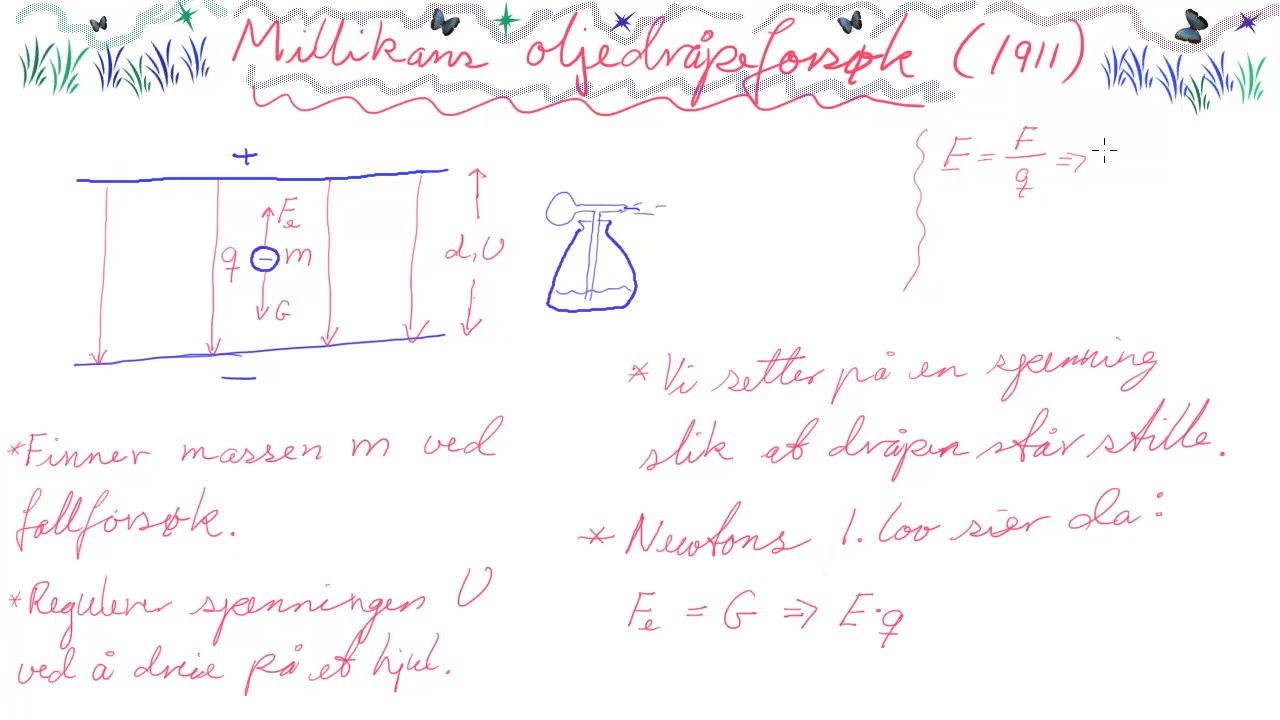 Millikans oljedråpeforsøk (1911)
E = F/q ⇒
+
Fe
q − m
G
d, U
−
* Finner massen m ved
fallforsøk.
* Regulerer spenningen U
ved å dreie på et hjul.
* Vi setter på en spenning
slik at dråpen står stille.
* Newtons 1. lov sier da:
Fe = G ⇒ E·q